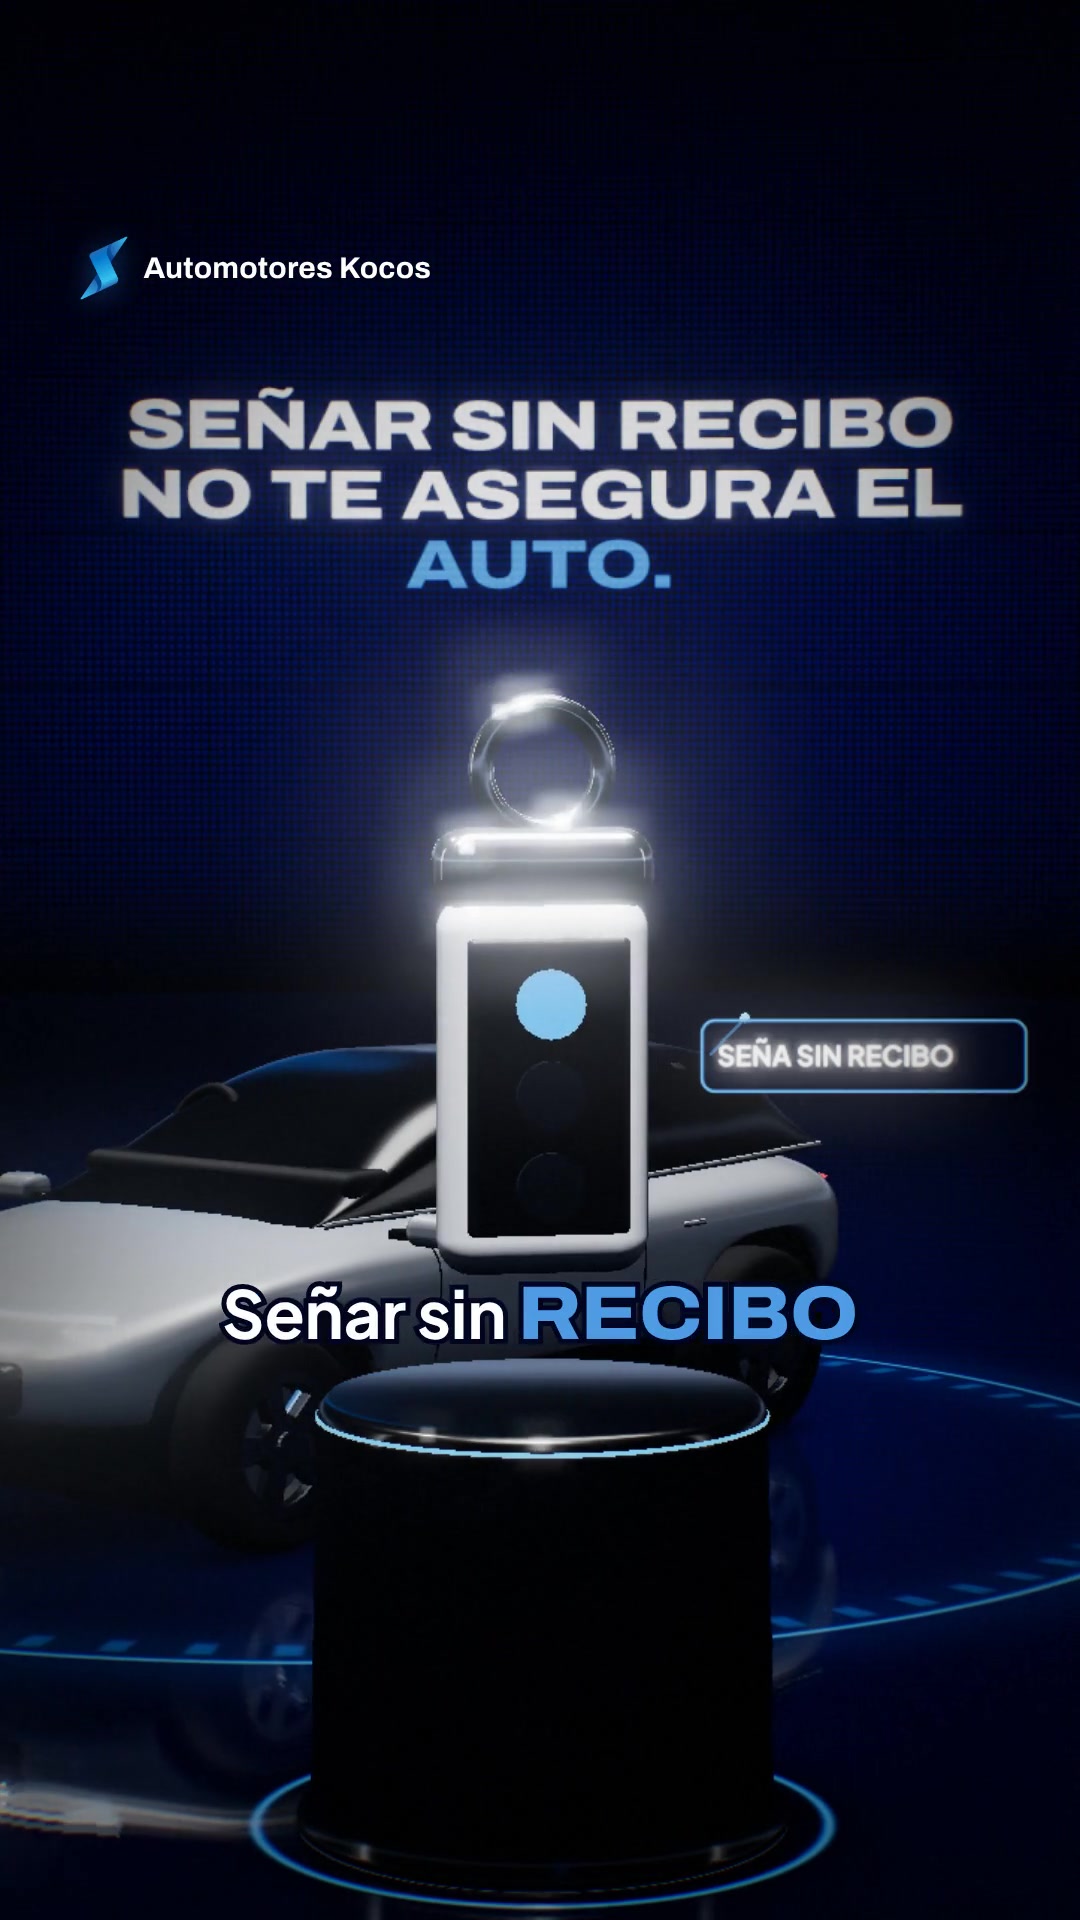 Automotores Kocos
SEÑAR SIN RECIBO
NO TE ASEGURA EL
AUTO.
SEÑA SIN RECIBO
Señar sin RECIBO